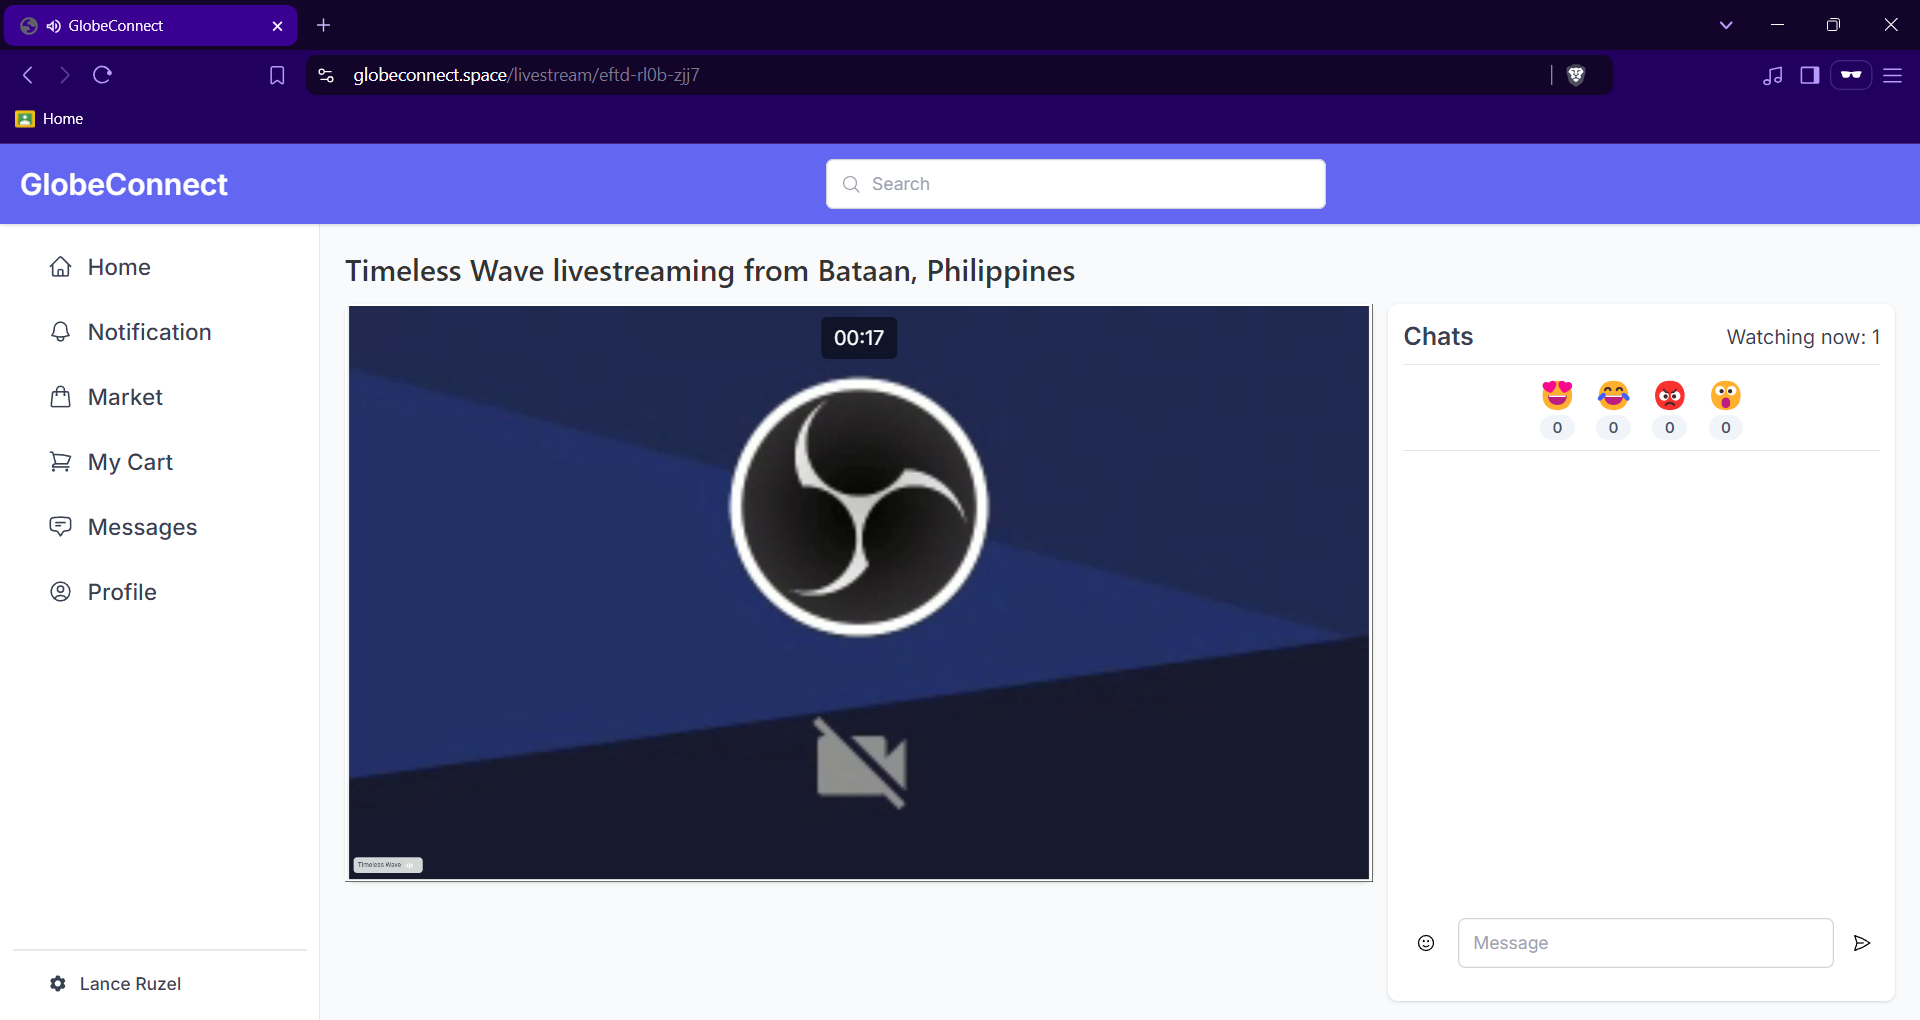 GlobeConnect
globeconnect.space/livestream/eftd-rl0b-zjj7
Home
GlobeConnect
Search
Home
Notification
Market
My Cart
Messages
Profile
Lance Ruzel
Timeless Wave livestreaming from Bataan, Philippines
00:17
Timeless Wave
Chats
Watching now: 1
0 0 0 0
Message